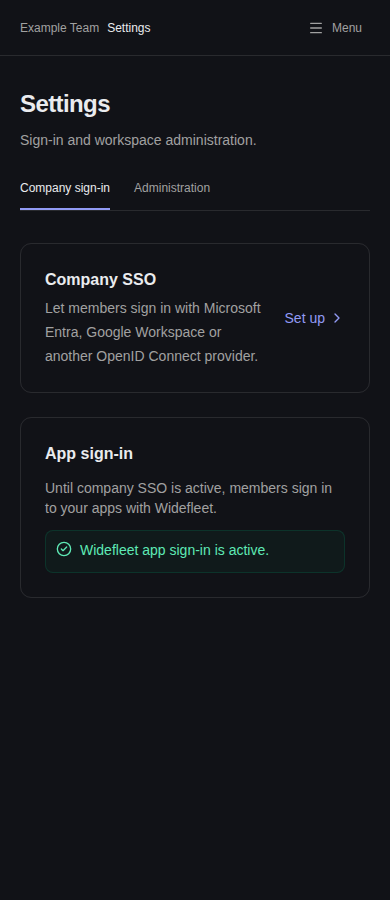 Example Team Settings Menu
Settings
Sign-in and workspace administration.
Company sign-in Administration
Company SSO
Let members sign in with Microsoft
Entra, Google Workspace or
another OpenID Connect provider.
Set up
App sign-in
Until company SSO is active, members sign in
to your apps with Widefleet.
Widefleet app sign-in is active.